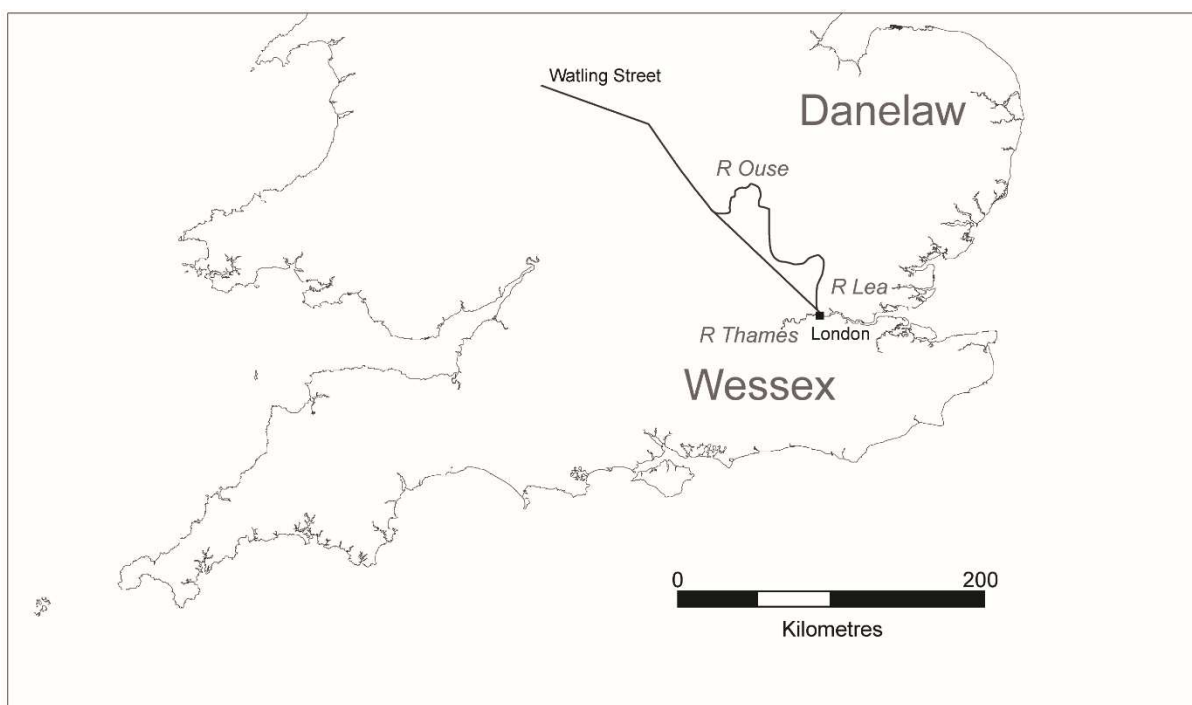 Watling Street
Danelaw
R Ouse
R Lea
R Thames
London
Wessex
0
200
Kilometres